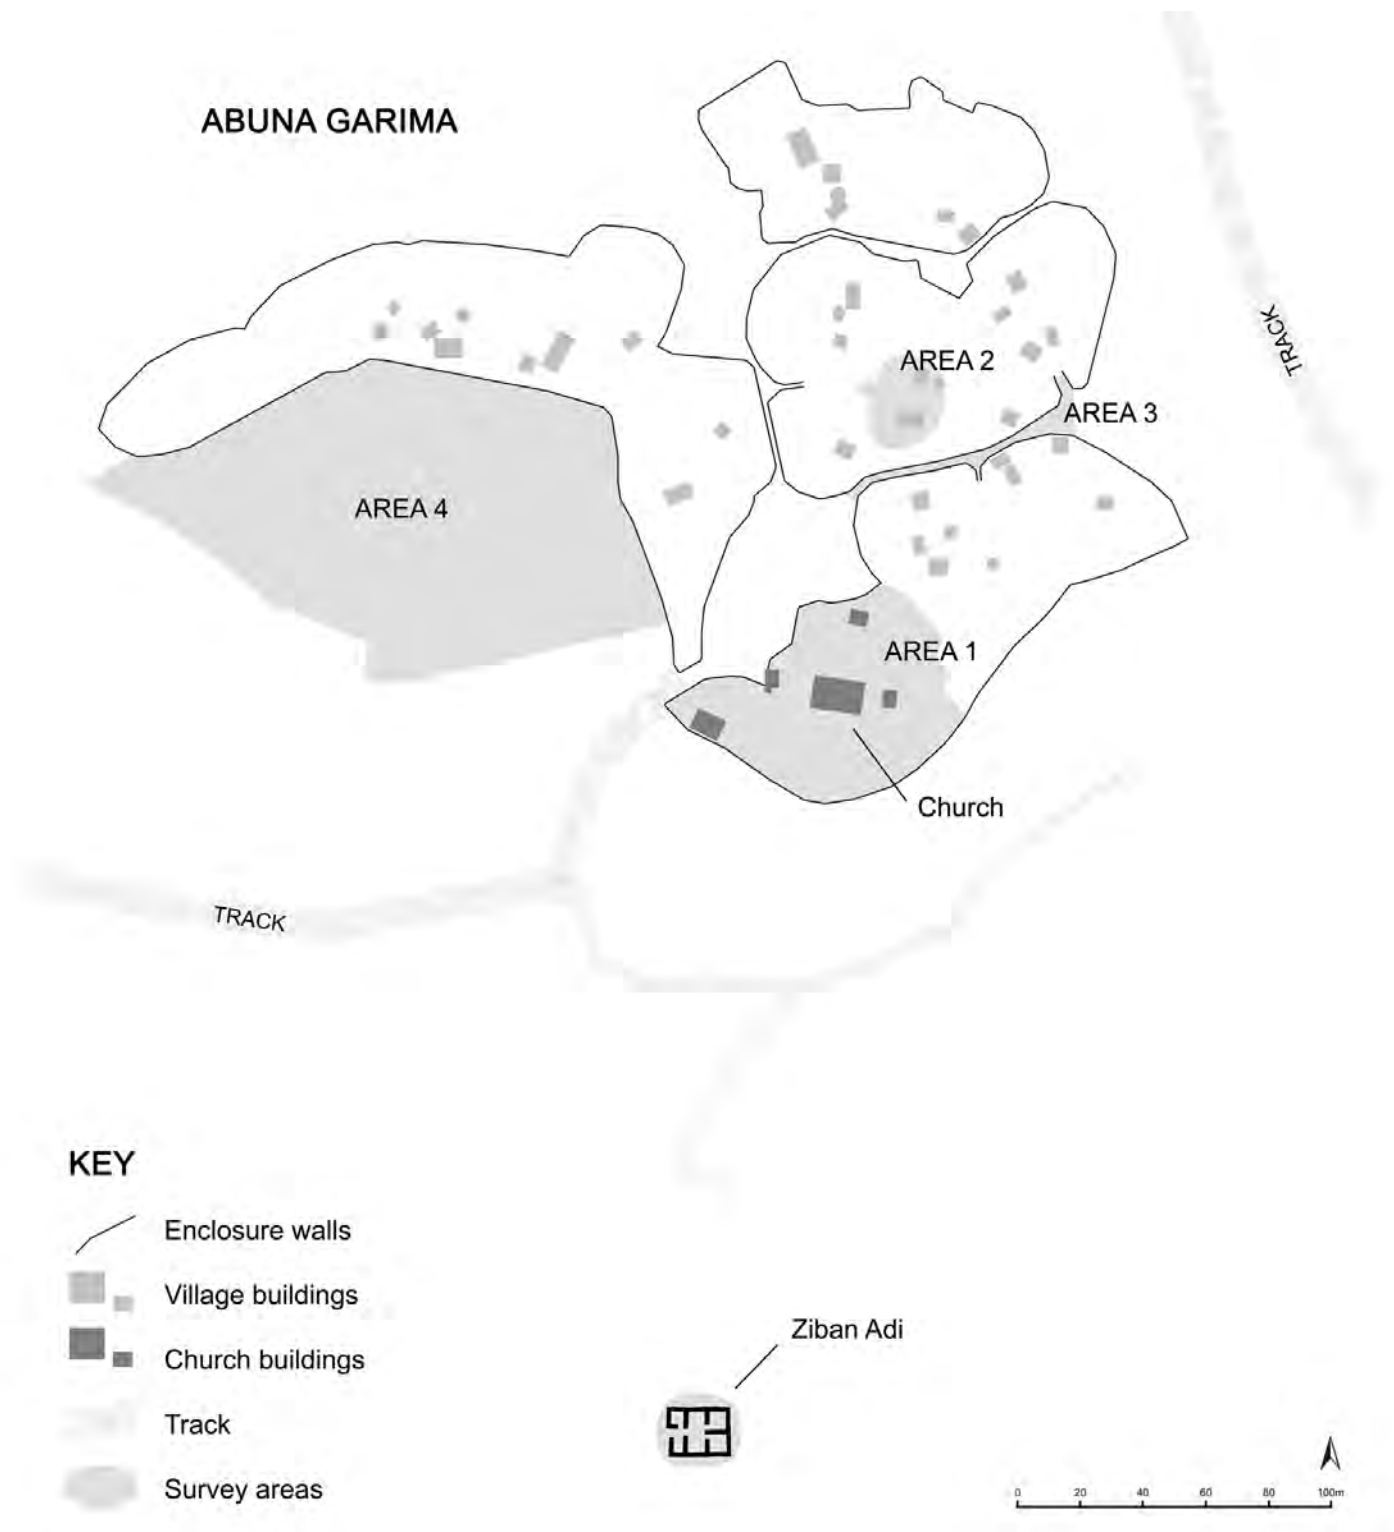 ABUNA GARIMA
TRACK
AREA 2
AREA 3
AREA 4
AREA 1
Church
TRACK
KEY
Enclosure walls
Village buildings
Church buildings
Track
Survey areas
Ziban Adi
0 20 40 60 80 100m